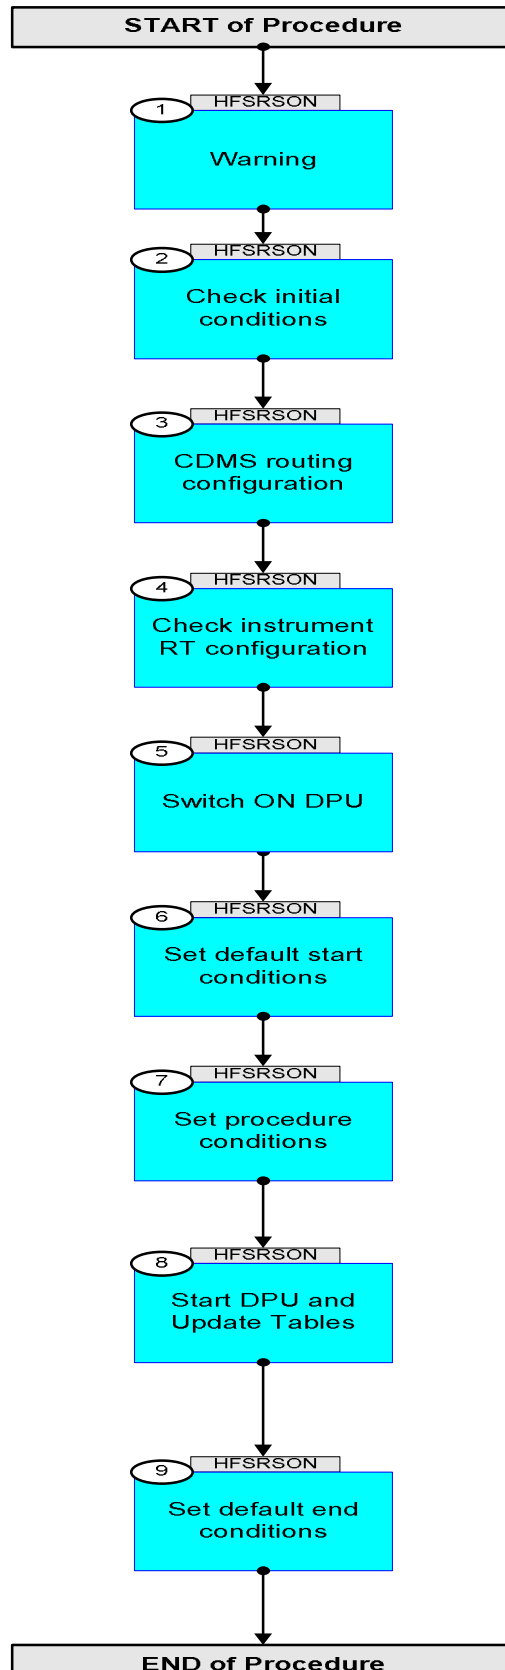 START of Procedure
HFSRSON
1
Warning
HFSRSON
2
Check initial
conditions
HFSRSON
3
CDMS routing
configuration
HFSRSON
4
Check instrument
RT configuration
HFSRSON
5
Switch ON DPU
HFSRSON
6
Set default start
conditions
HFSRSON
7
Set procedure
conditions
HFSRSON
8
Start DPU and
Update Tables
HFSRSON
9
Set default end
conditions
END of Procedure